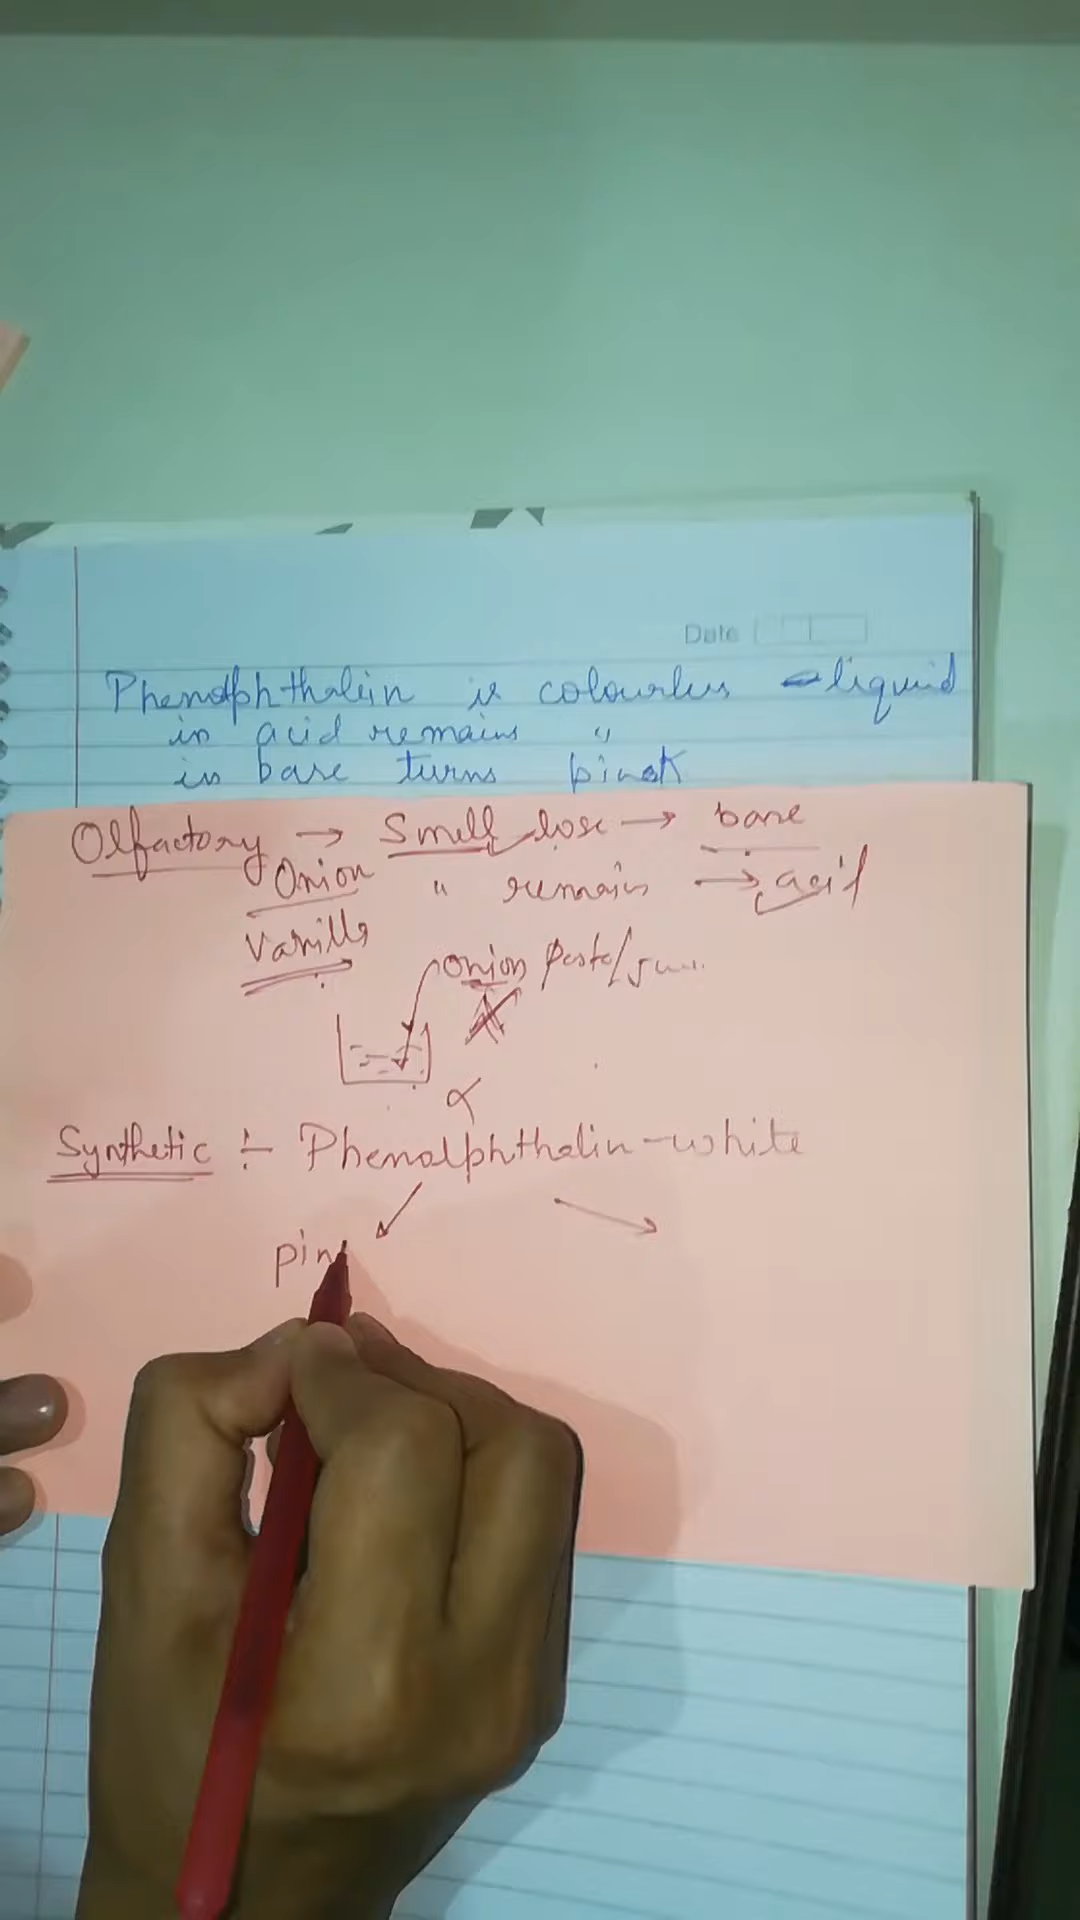 Date
Phenolphthalein is colourless liquid
in acid remains "
in base turns pink
Olfactory → Smell lose → base
Onion " remains → acid
Vanilla
onion paste/
Synthetic ÷ Phenolphthalin - white
pin